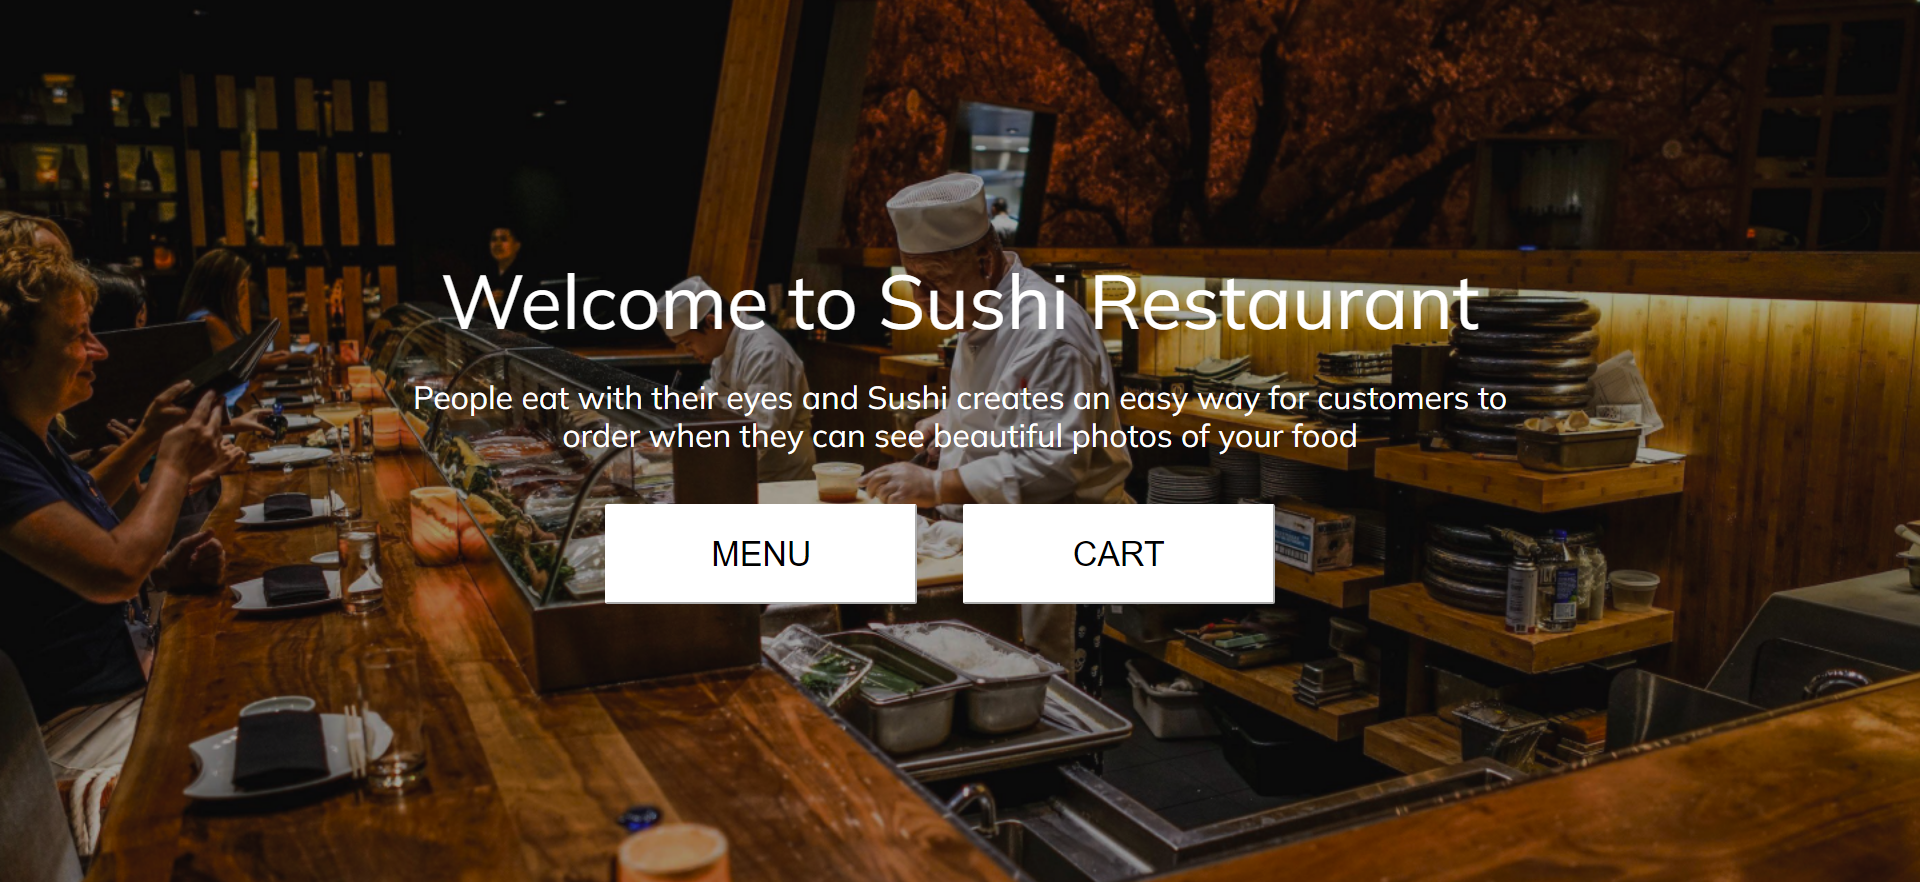 Welcome to Sushi Restaurant
People eat with their eyes and Sushi creates an easy way for customers to
order when they can see beautiful photos of your food
MENU
CART